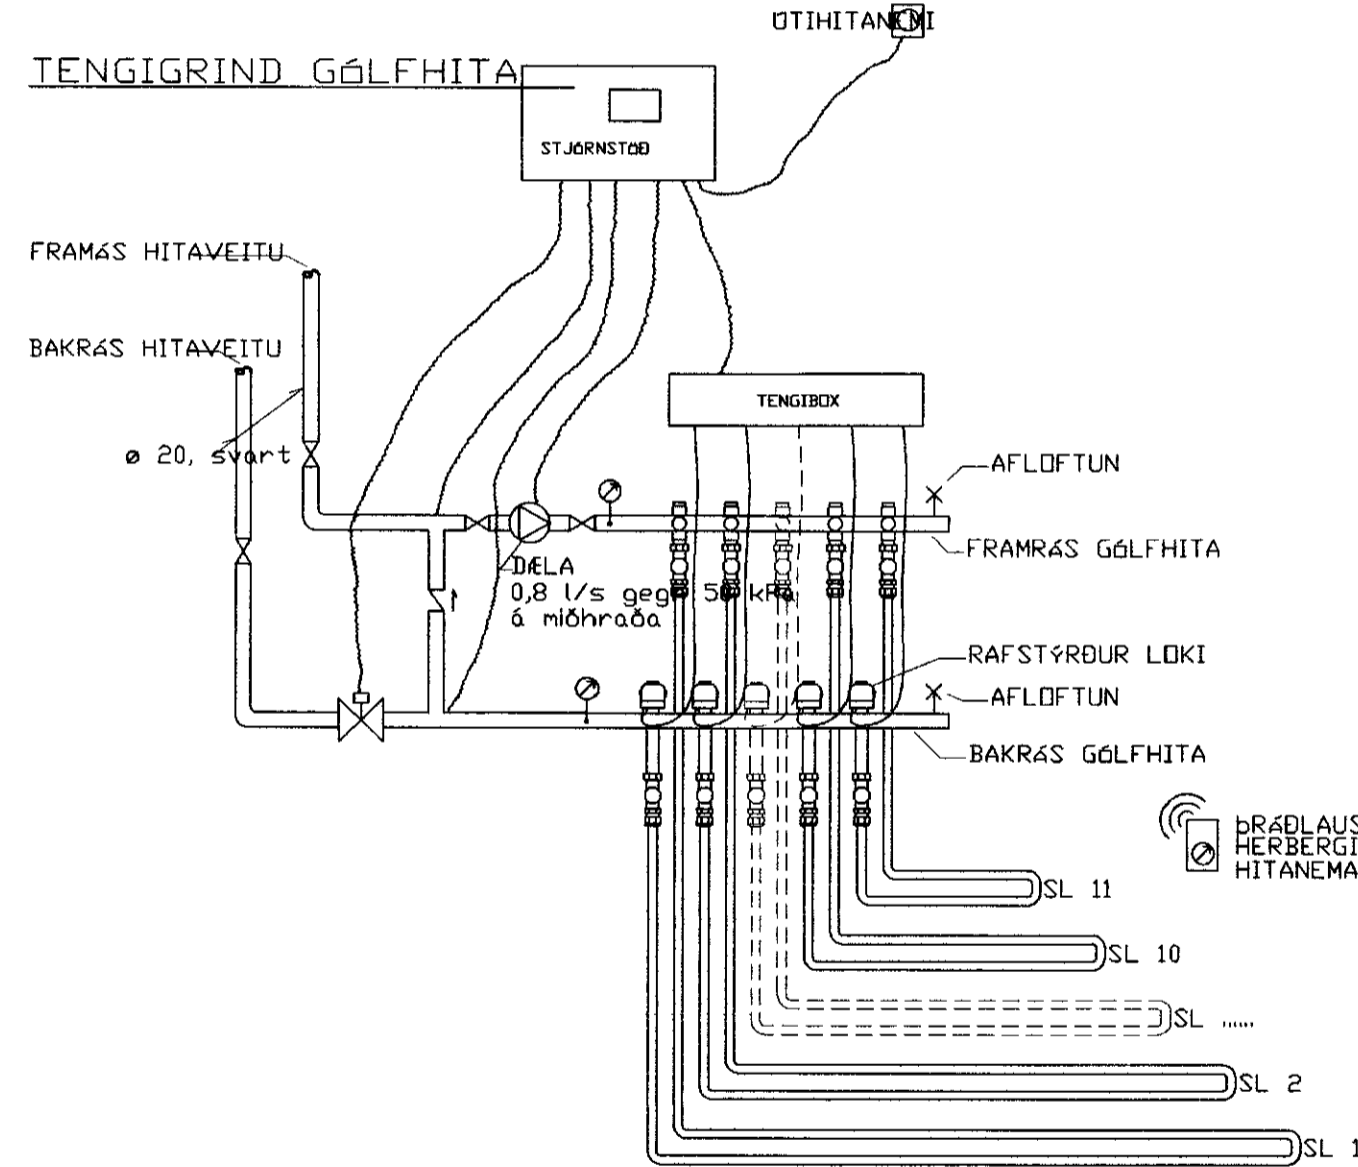 ÚTIHITANEMI
TENGIGRIND GÓLFHITA
STJÓRNSTÖÐ
FRAMÁS HITAVEITU
BAKRÁS HITAVEITU
TENGIBOX
ø 20, svart
AFLOFTUN
FRAMRÁS GÓLFHITA
DÆLA
0,8 l/s gegn 50 kPa
á miðhraða
RAFSTÝRÐUR LOKI
AFLOFTUN
BAKRÁS GÓLFHITA
ÞRÁÐLAUS
HERBERGI
HITANEMA
SL 11
SL 10
SL ......
SL 2
SL 1